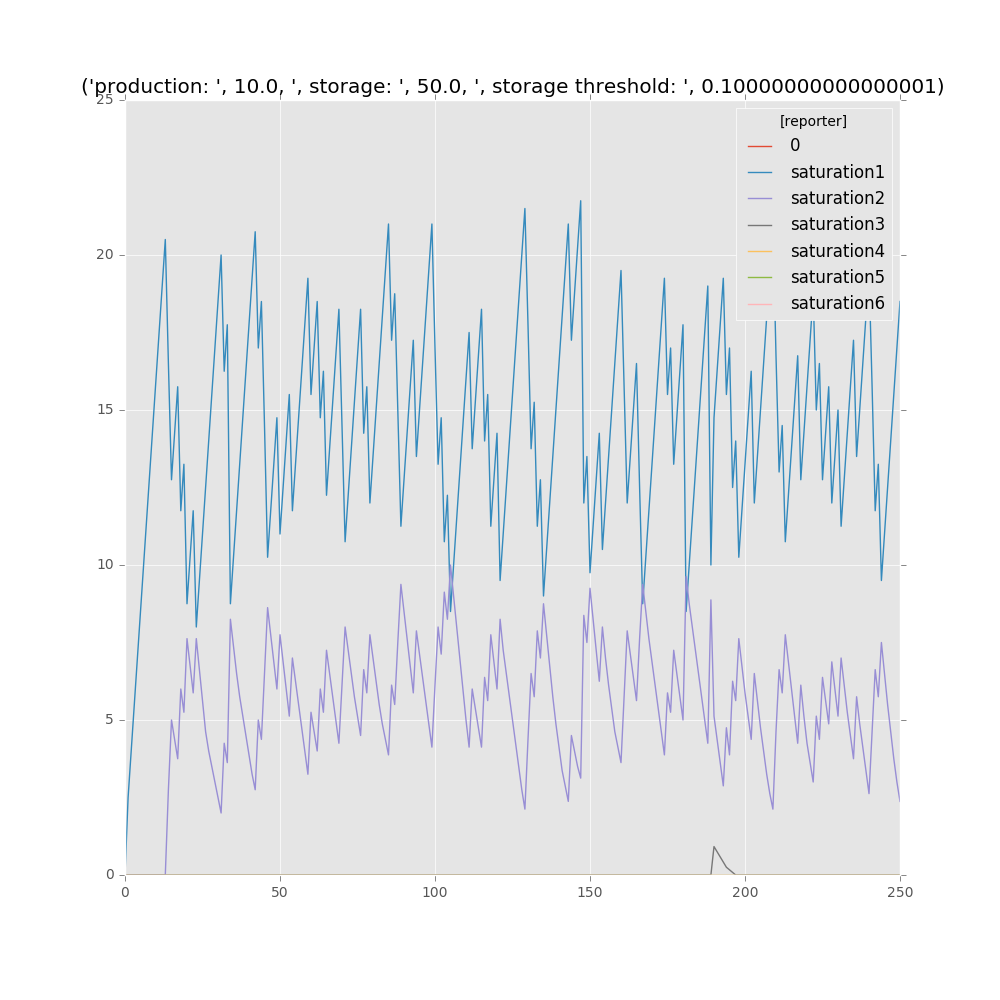 ('production: ', 10.0, ', storage: ', 50.0, ', storage threshold: ', 0.10000000000000001)
25
20
15
10
5
0
[reporter]
0
saturation1
saturation2
saturation3
saturation4
saturation5
saturation6
0 50 100 150 200 250